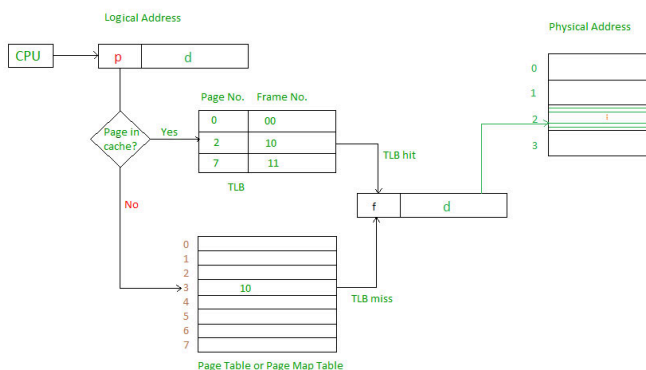 Logical Address
Physical Address
CPU
p d
0
1
2
3
Page No. Frame No.
Page in
cache?
Yes
0 00
2 10
7 11
TLB
TLB hit
No
f d
0
1
2
3 10
4
5
6
7
TLB miss
Page Table or Page Map Table